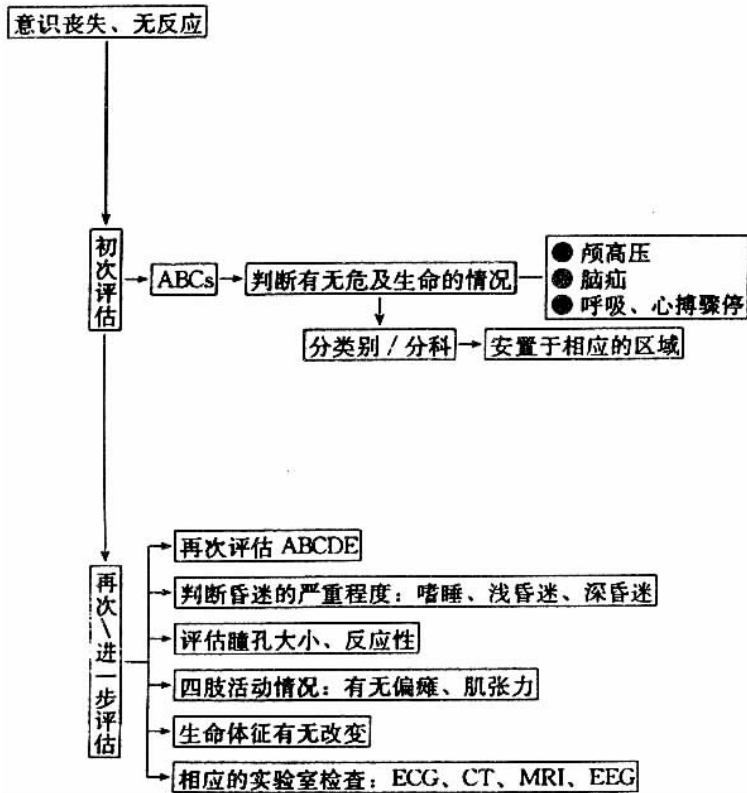 意识丧失、无反应
初次评估
ABCs
判断有无危及生命的情况
● 颅高压
● 脑疝
● 呼吸、心搏骤停
分类别 / 分科
安置于相应的区域
再次／进一步评估
再次评估 ABCDE
判断昏迷的严重程度：嗜睡、浅昏迷、深昏迷
评估瞳孔大小、反应性
四肢活动情况：有无偏瘫、肌张力
生命体征有无改变
相应的实验室检查：ECG、CT、MRI、EEG